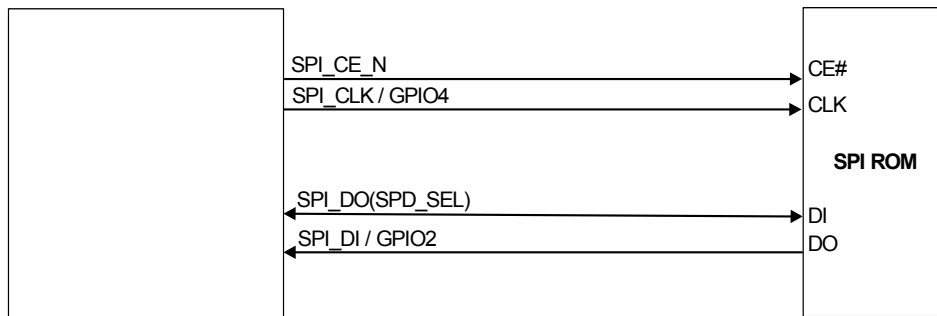 SPI_CE_N
CE#
SPI_CLK / GPIO4
CLK
SPI ROM
SPI_DO(SPD_SEL)
DI
SPI_DI / GPIO2
DO